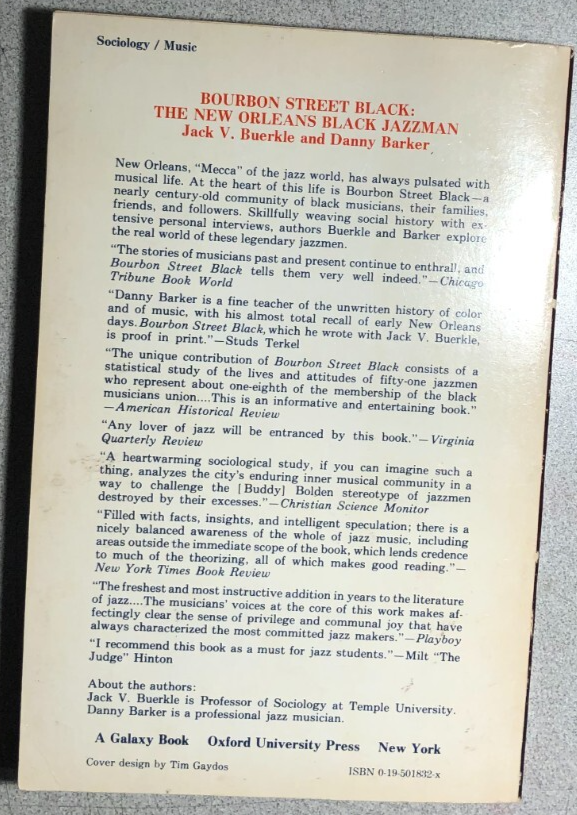 Sociology / Music
BOURBON STREET BLACK:
THE NEW ORLEANS BLACK JAZZMAN
Jack V. Buerkle and Danny Barker
New Orleans, “Mecca” of the jazz world, has always pulsated with
musical life. At the heart of this life is Bourbon Street Black—a
nearly century-old community of black musicians, their families,
friends, and followers. Skillfully weaving social history with ex-
tensive personal interviews, authors Buerkle and Barker explore
the real world of these legendary jazzmen.
“The stories of musicians past and present continue to enthrall, and
Bourbon Street Black tells them very well indeed.”—Chicago
Tribune Book World
“Danny Barker is a fine teacher of the unwritten history of color
and of music, with his almost total recall of early New Orleans
days. Bourbon Street Black, which he wrote with Jack V. Buerkle,
is proof in print.”—Studs Terkel
“The unique contribution of Bourbon Street Black consists of a
statistical study of the lives and attitudes of fifty-one jazzmen
who represent about one-eighth of the membership of the black
musicians union....This is an informative and entertaining book.”
—American Historical Review
“Any lover of jazz will be entranced by this book.”—Virginia
Quarterly Review
“A heartwarming sociological study, if you can imagine such a
thing, analyzes the city’s enduring inner musical community in a
way to challenge the [Buddy] Bolden stereotype of jazzmen
destroyed by their excesses.”—Christian Science Monitor
“Filled with facts, insights, and intelligent speculation; there is a
nicely balanced awareness of the whole of jazz music, including
areas outside the immediate scope of the book, which lends credence
to much of the theorizing, all of which makes good reading.”—
New York Times Book Review
“The freshest and most instructive addition in years to the literature
of jazz....The musicians’ voices at the core of this work makes af-
fectingly clear the sense of privilege and communal joy that have
always characterized the most committed jazz makers.”—Playboy
“I recommend this book as a must for jazz students.”—Milt “The
Judge” Hinton
About the authors:
Jack V. Buerkle is Professor of Sociology at Temple University.
Danny Barker is a professional jazz musician.
A Galaxy Book Oxford University Press New York
Cover design by Tim Gaydos
ISBN 0-19-501832-x